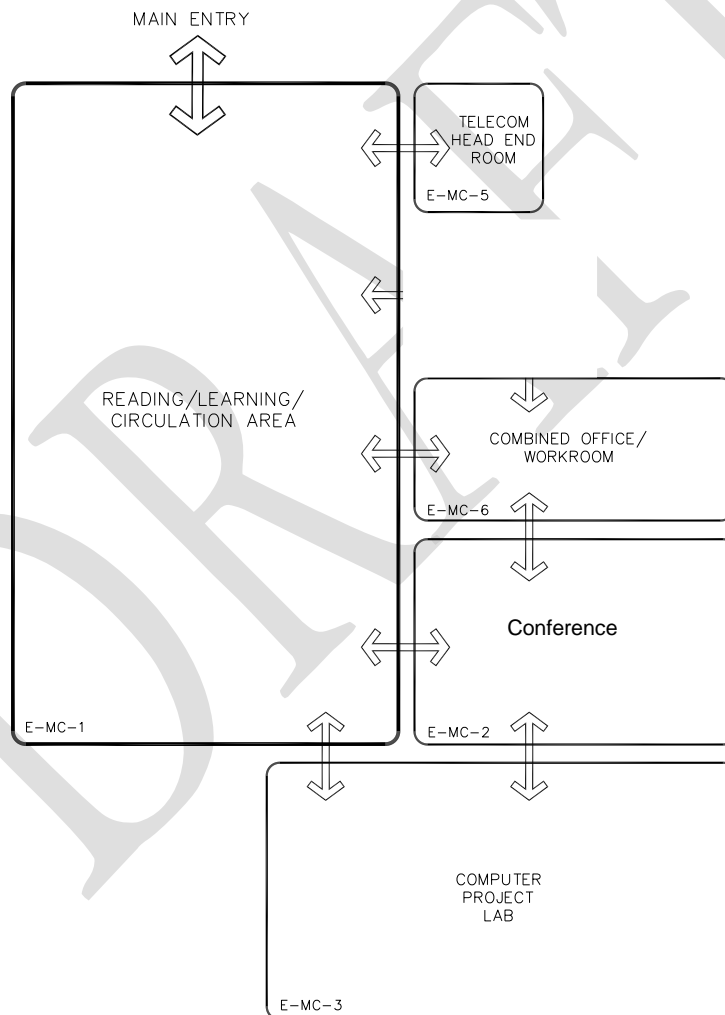 MAIN ENTRY
TELECOM
HEAD END
ROOM
E-MC-5
READING/LEARNING/
CIRCULATION AREA
COMBINED OFFICE/
WORKROOM
E-MC-6
Conference
E-MC-1
E-MC-2
COMPUTER
PROJECT
LAB
E-MC-3
DRAFT